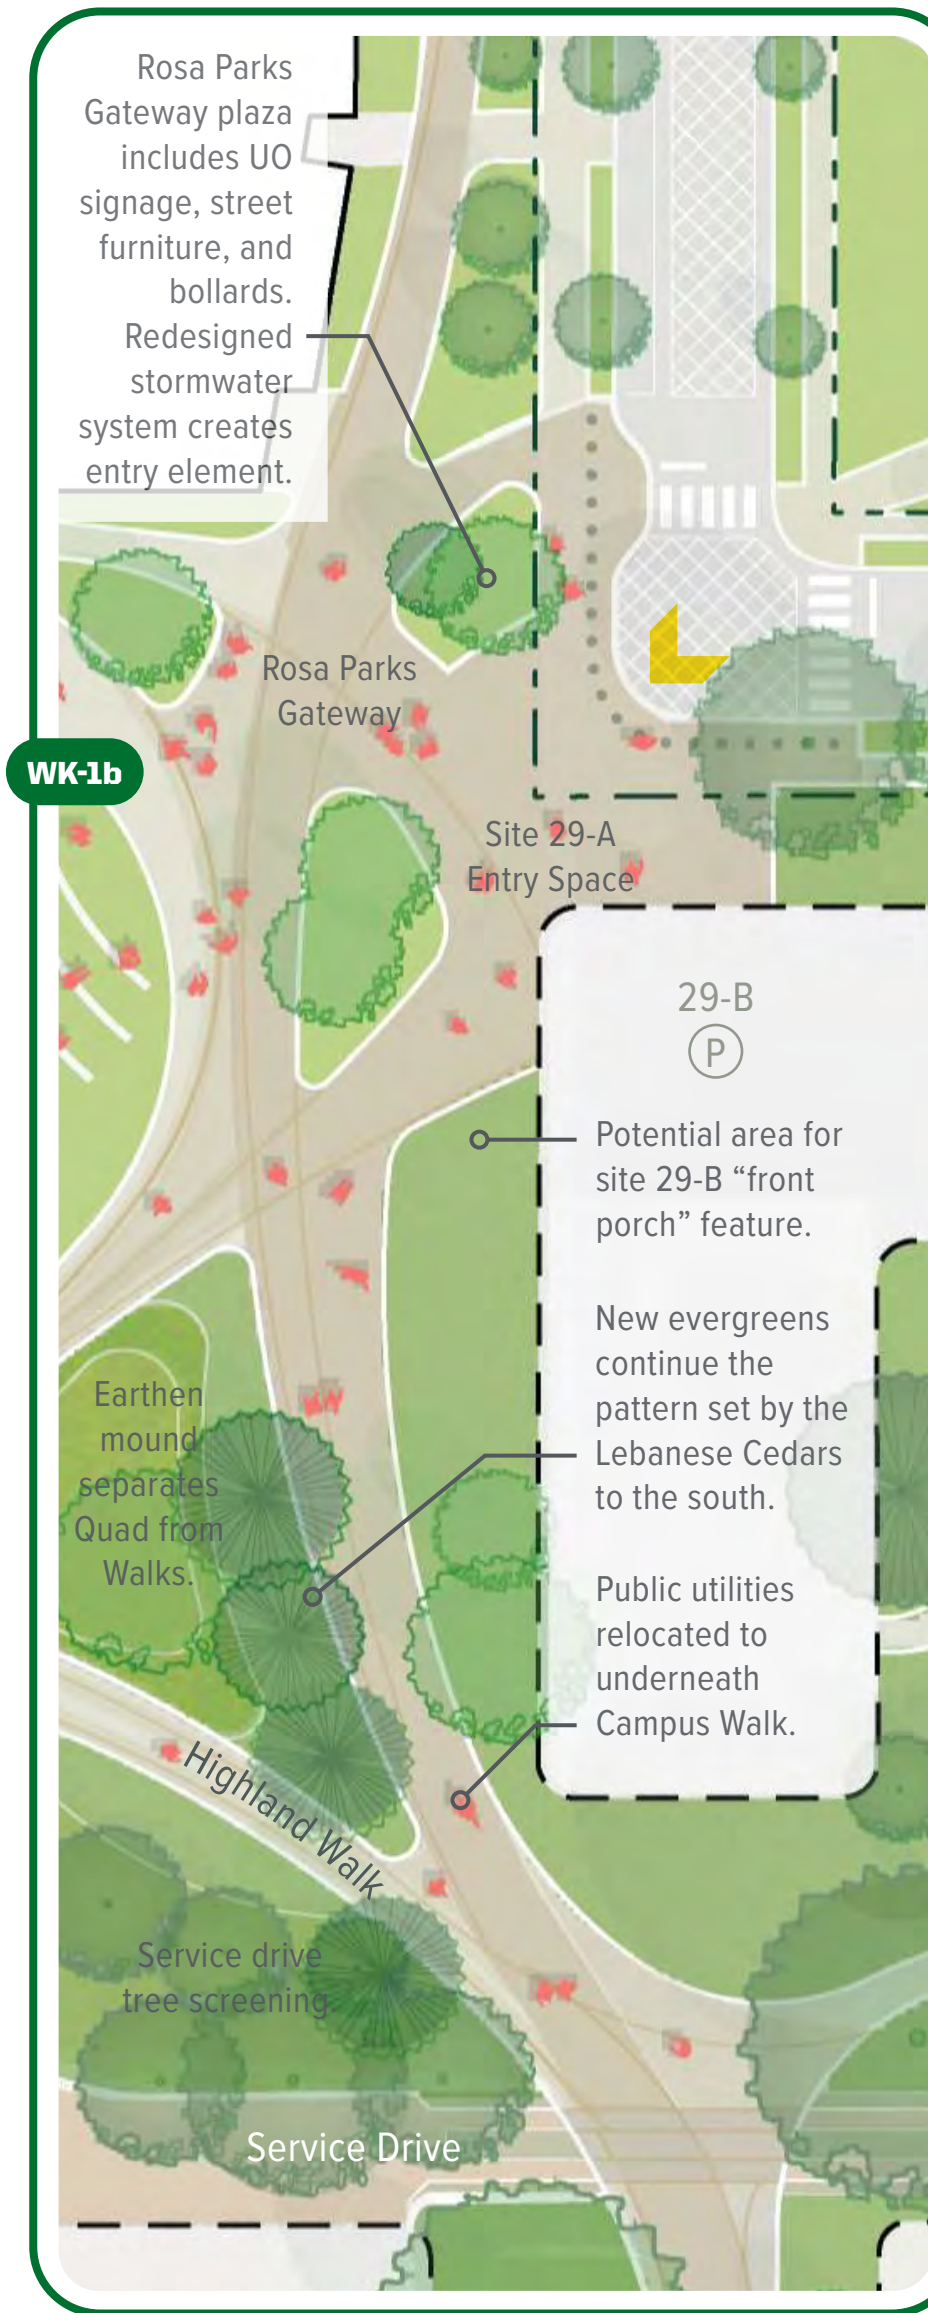 Rosa Parks
Gateway plaza
includes UO
signage, street
furniture, and
bollards.
Redesigned
stormwater
system creates
entry element.
Rosa Parks
Gateway
WK-1b
Site 29-A
Entry Space
29-B
P
Potential area for
site 29-B “front
porch” feature.
New evergreens
continue the
pattern set by the
Lebanese Cedars
to the south.
Earthen
mound
separates
Quad from
Walks.
Public utilities
relocated to
underneath
Campus Walk.
Highland Walk
Service drive
tree screening.
Service Drive